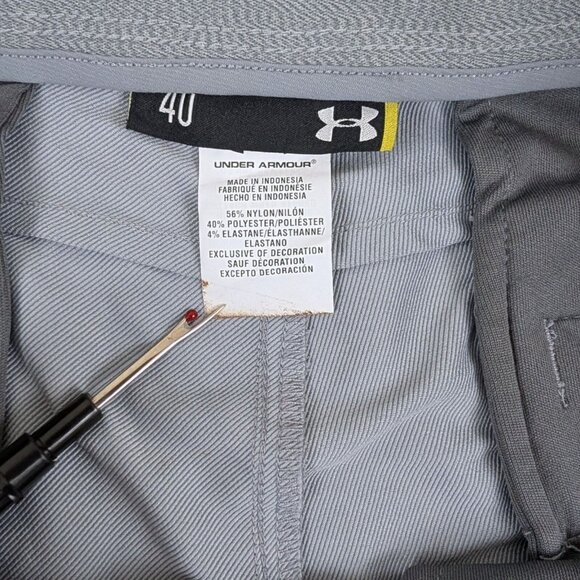 40
UNDER ARMOUR®
MADE IN INDONESIA
FABRIQUÉ EN INDONÉSIE
HECHO EN INDONESIA
56% NYLON/NILÓN
40% POLYESTER/POLIÉSTER
4% ELASTANE/ÉLASTHANNE/
ELASTANO
EXCLUSIVE OF DECORATION
SAUF DÉCORATION
EXCEPTO DECORACIÓN